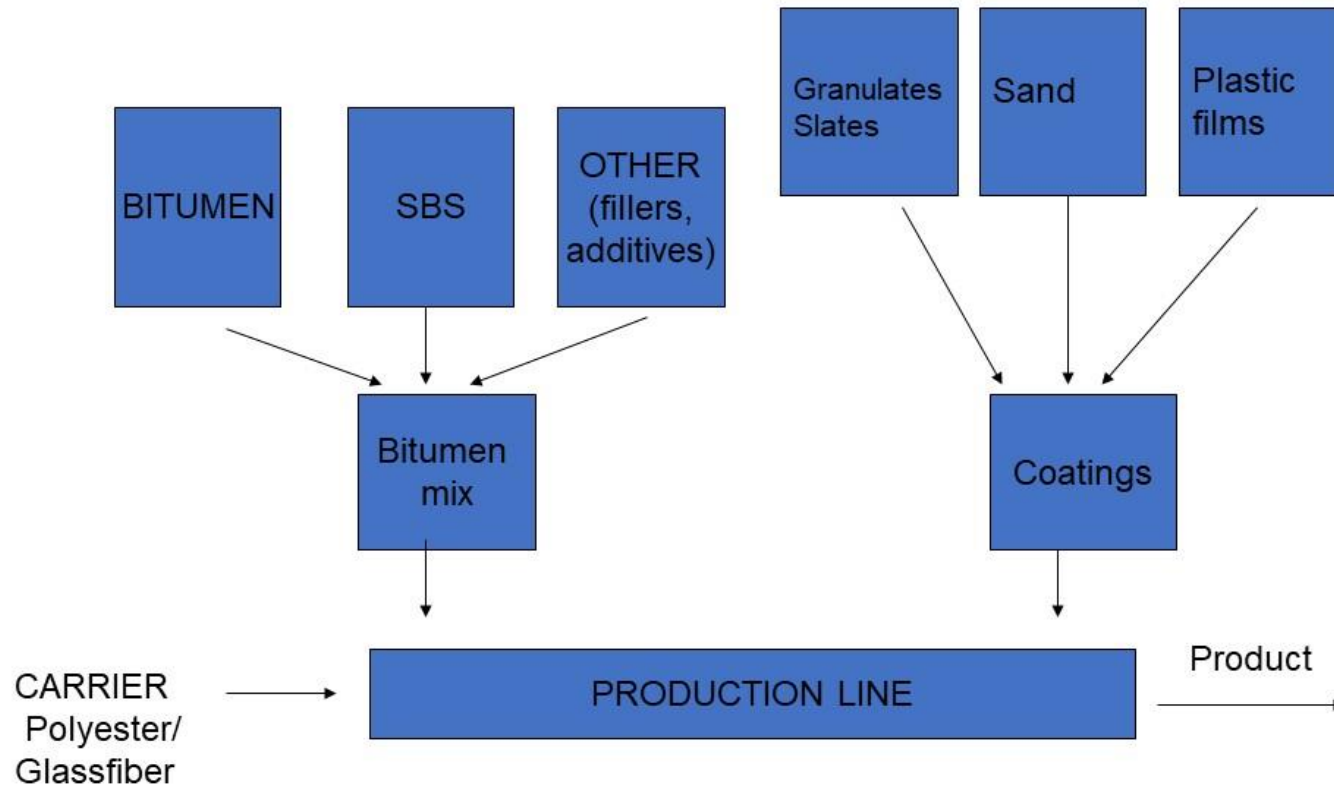 Granulates
Slates
Sand
Plastic
films
BITUMEN
SBS
OTHER
(fillers,
additives)
Bitumen
mix
Coatings
CARRIER
Polyester/
Glassfiber
PRODUCTION LINE
Product